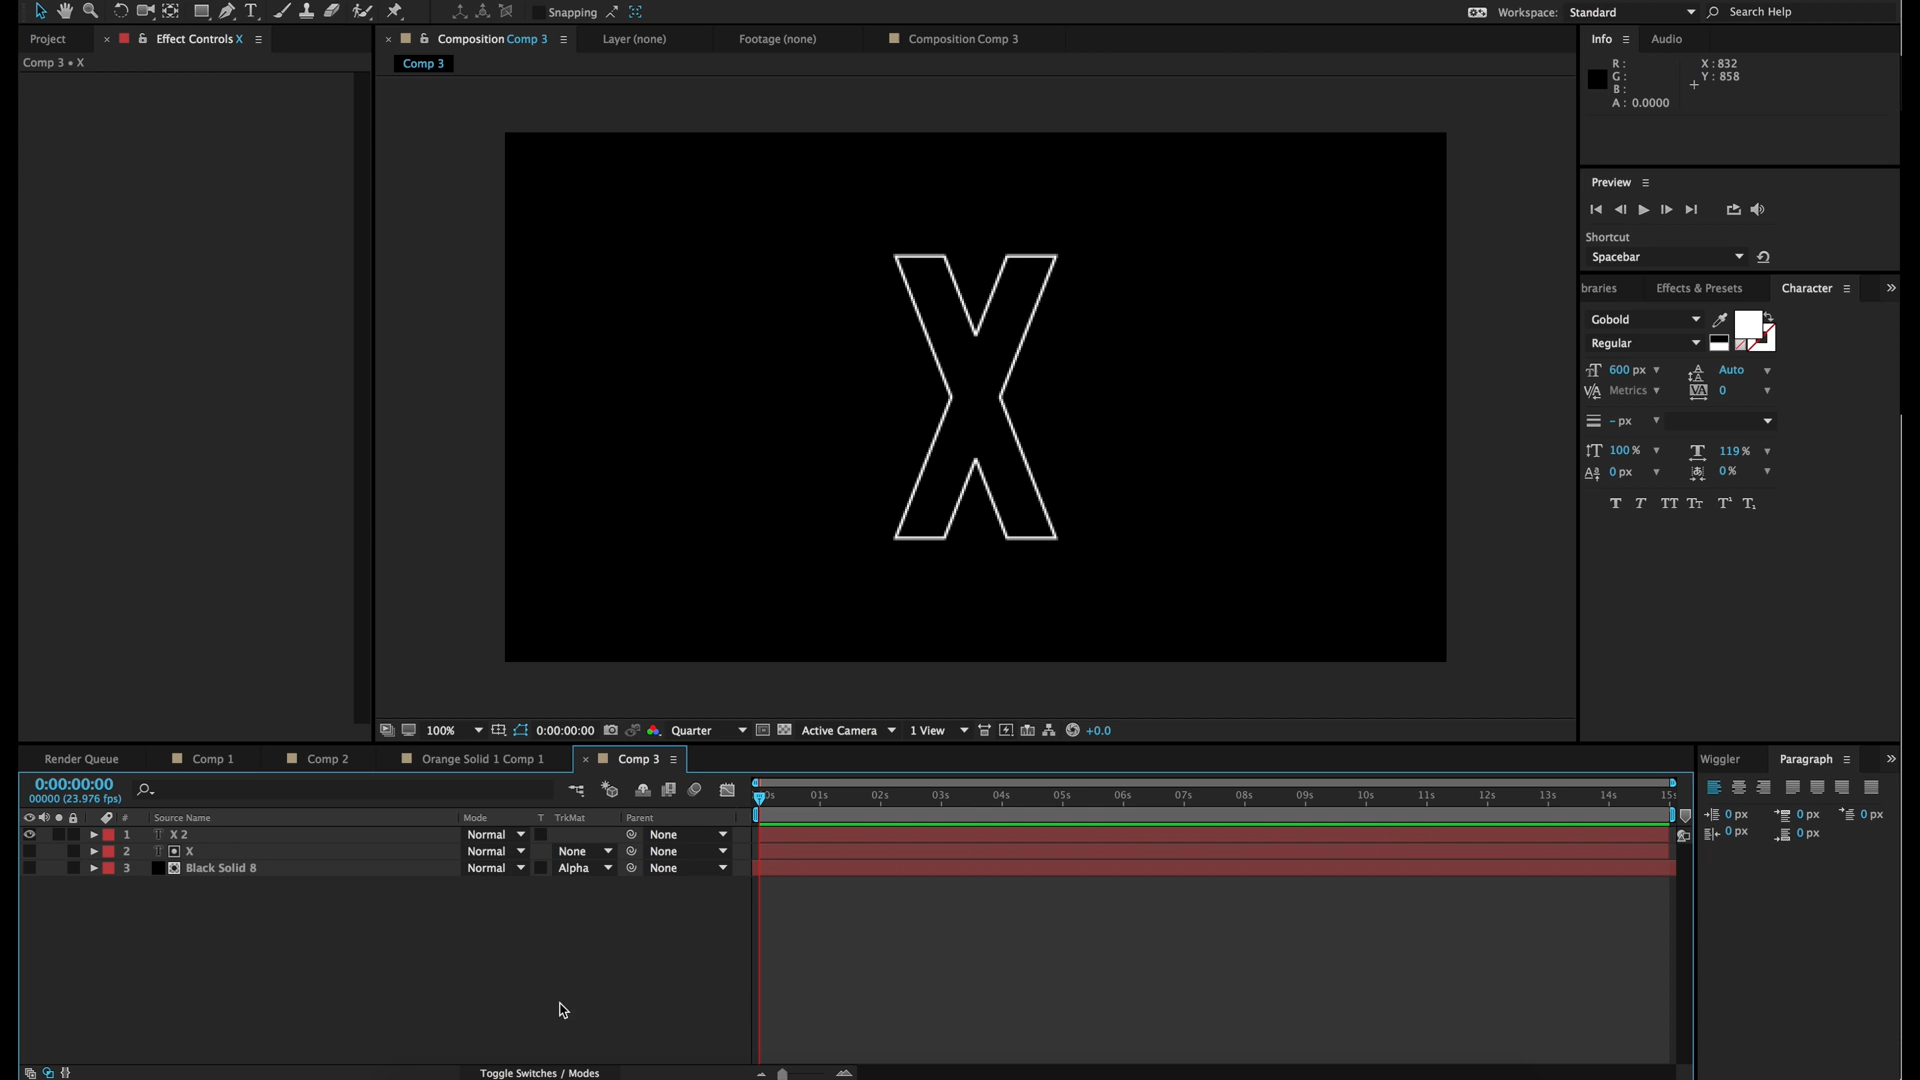 Snapping
Workspace: Standard
Search Help
Project
Effect Controls X
Composition Comp 3
Layer (none)
Footage (none)
Composition Comp 3
Info
Audio
Comp 3 • X
Comp 3
R :
G :
B :
A : 0.0000
X : 832
Y : 858
X
Preview
Shortcut
Spacebar
braries
Effects & Presets
Character
Gobold
Regular
600 px
Auto
Metrics
0
- px
100 %
119 %
0 px
0 %
100%
0:00:00:00
Quarter
Active Camera
1 View
+0.0
Render Queue
Comp 1
Comp 2
Orange Solid 1 Comp 1
Comp 3
Wiggler
Paragraph
0:00:00:00
00000 (23.976 fps)
0s 01s 02s 03s 04s 05s 06s 07s 08s 09s 10s 11s 12s 13s 14s 15s
# Source Name Mode T TrkMat Parent
1 X 2 Normal None
2 X Normal None None
3 Black Solid 8 Normal Alpha None
0 px 0 px 0 px
0 px 0 px
Toggle Switches / Modes